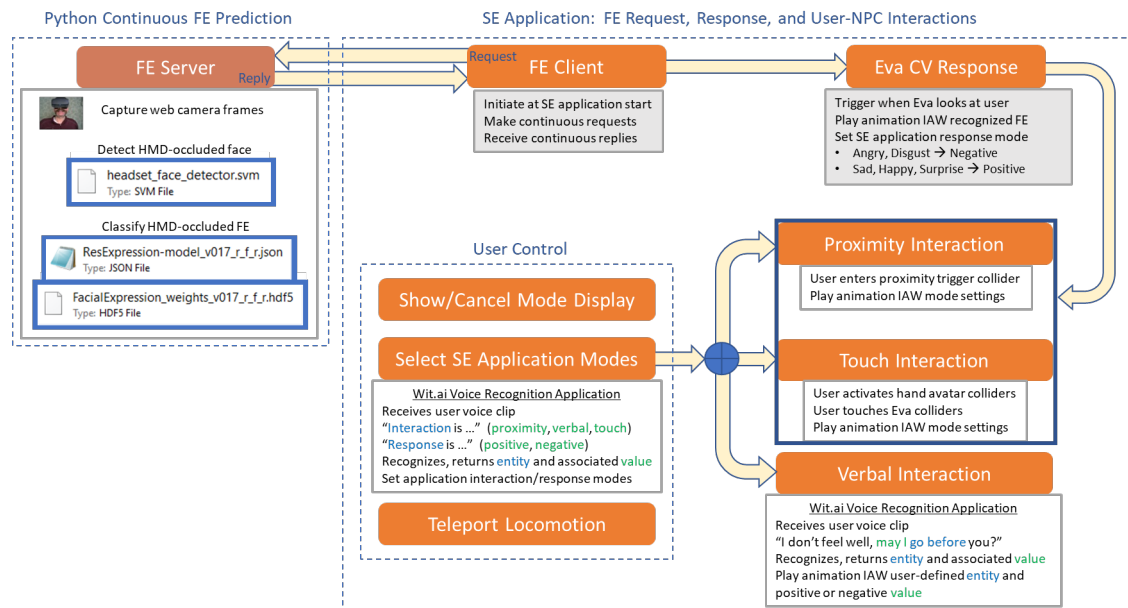 Python Continuous FE Prediction
SE Application: FE Request, Response, and User-NPC Interactions
FE Server
Request
Reply
FE Client
Eva CV Response
Capture web camera frames
Detect HMD-occluded face
headset_face_detector.svm
Type: SVM File
Classify HMD-occluded FE
ResExpression-model_v017_r_f_r.json
Type: JSON File
FacialExpression_weights_v017_r_f_r.hdf5
Type: HDF5 File
Initiate at SE application start
Make continuous requests
Receive continuous replies
Trigger when Eva looks at user
Play animation IAW recognized FE
Set SE application response mode
• Angry, Disgust → Negative
• Sad, Happy, Surprise → Positive
User Control
Show/Cancel Mode Display
Select SE Application Modes
Wit.ai Voice Recognition Application
Receives user voice clip
“Interaction is …” (proximity, verbal, touch)
“Response is …” (positive, negative)
Recognizes, returns entity and associated value
Set application interaction/response modes
Teleport Locomotion
Proximity Interaction
User enters proximity trigger collider
Play animation IAW mode settings
Touch Interaction
User activates hand avatar colliders
User touches Eva colliders
Play animation IAW mode settings
Verbal Interaction
Wit.ai Voice Recognition Application
Receives user voice clip
“I don’t feel well, may I go before you?”
Recognizes, returns entity and associated value
Play animation IAW user-defined entity and
positive or negative value